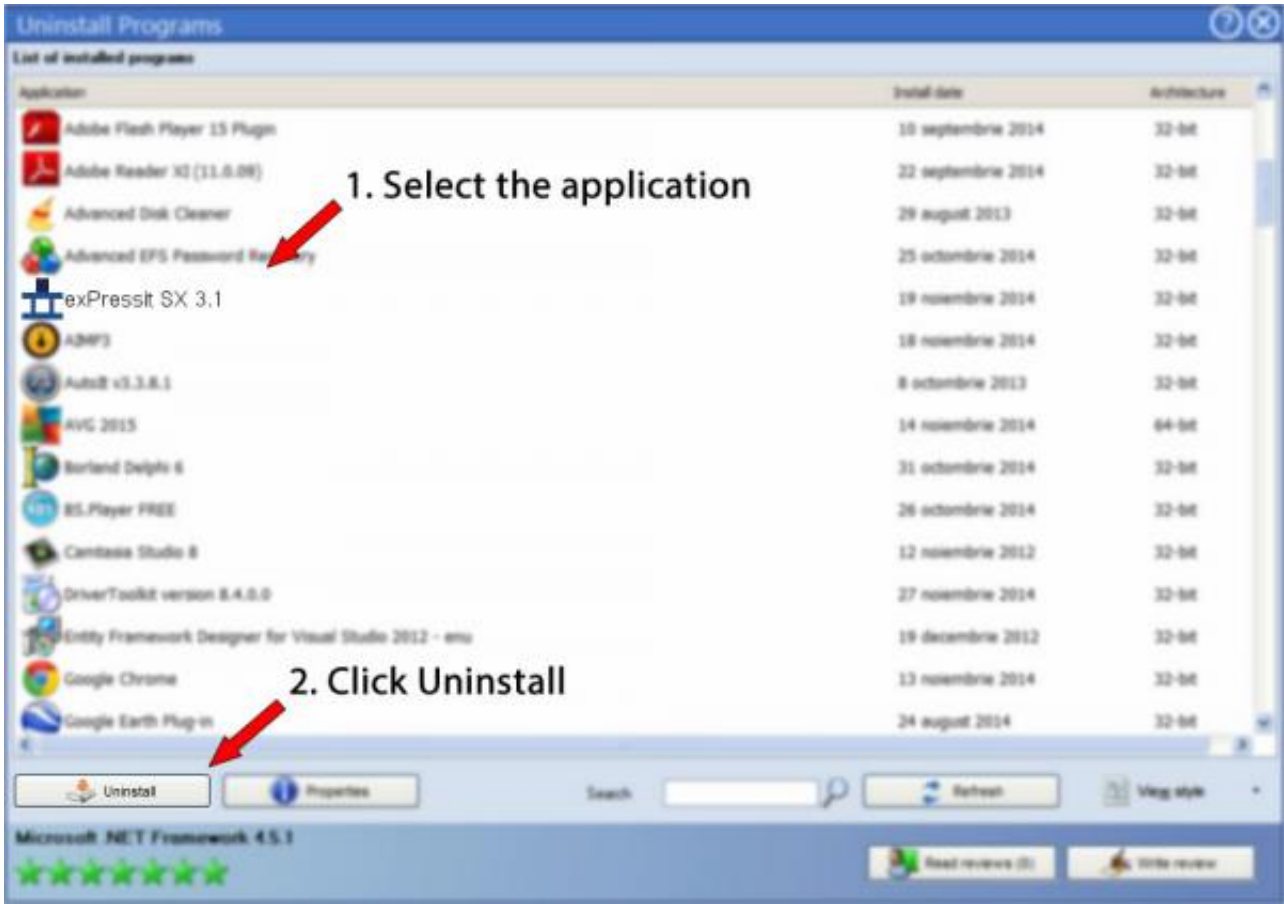 Uninstall Programs
List of installed programs
Application Install date Architecture
Adobe Flash Player 15 Plugin 10 septembrie 2014 32-bit
Adobe Reader XI (11.0.09) 22 septembrie 2014 32-bit
1. Select the application
Advanced Disk Cleaner 29 august 2013 32-bit
Advanced EFS Password 25 octombrie 2014 32-bit
exPressit SX 3.1 19 noiembrie 2014 32-bit
AIMP3 18 noiembrie 2014 32-bit
AutoIt v3.3.8.1 8 octombrie 2013 32-bit
AVG 2015 14 noiembrie 2014 64-bit
Borland Delphi 6 31 octombrie 2014 32-bit
BS.Player FREE 26 octombrie 2014 32-bit
Camtasia Studio 8 12 noiembrie 2012 32-bit
DriverToolkit version 8.4.0.0 27 noiembrie 2014 32-bit
Entity Framework Designer for Visual Studio 2012 - enu 19 decembrie 2012 32-bit
Google Chrome 13 noiembrie 2014 32-bit
2. Click Uninstall
Google Earth Plug-in 24 august 2014 32-bit
Uninstall Properties Search Refresh View style
Microsoft .NET Framework 4.5.1
Read reviews (0) Write review